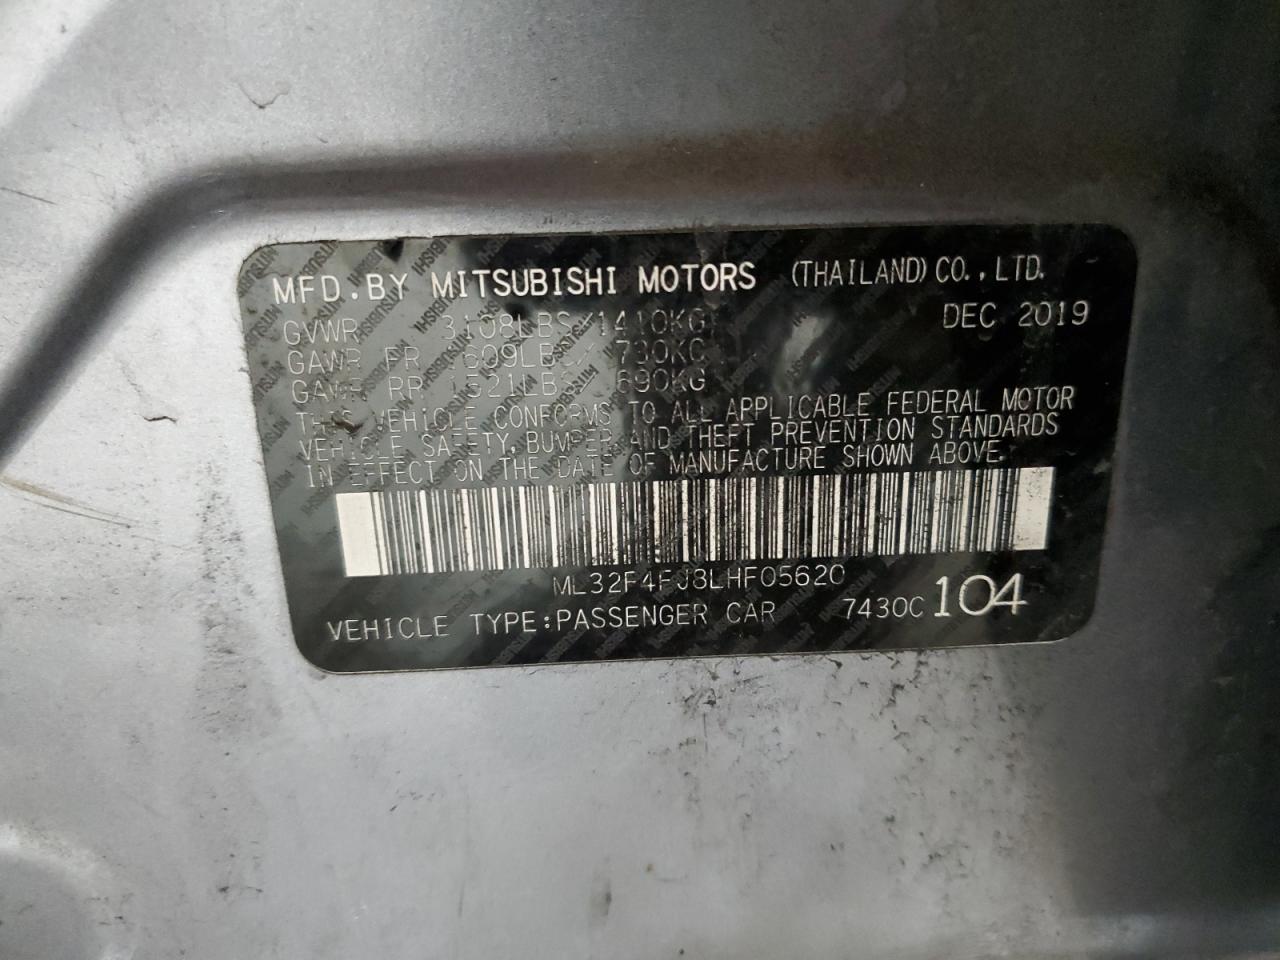 MFD.BY MITSUBISHI MOTORS (THAILAND)CO.,LTD.
GVWR 3108LBS/1410KG DEC 2019
GAWR FR 1609LBS/ 730KG
GAWR RR 1521LBS/ 690KG
THIS VEHICLE CONFORMS TO ALL APPLICABLE FEDERAL MOTOR
VEHICLE SAFETY,BUMPER AND THEFT PREVENTION STANDARDS
IN EFFECT ON THE DATE OF MANUFACTURE SHOWN ABOVE.
ML32F4FJ8LHF05620
VEHICLE TYPE:PASSENGER CAR 7430C 104